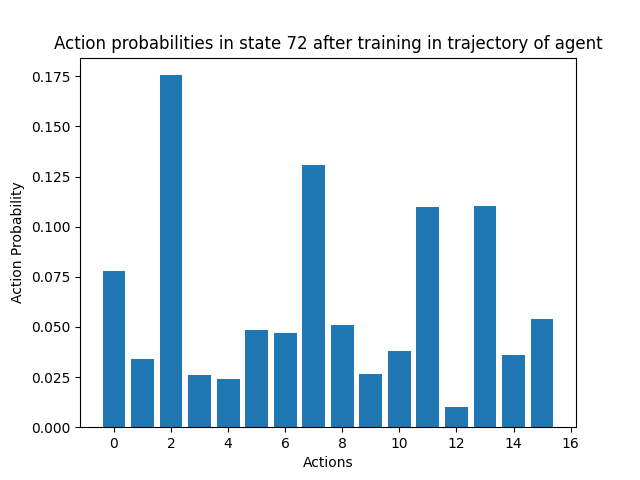 Action probabilities in state 72 after training in trajectory of agent
0.175
0.150
0.125
0.100
0.075
0.050
0.025
0.000
Action Probability
0 2 4 6 8 10 12 14 16
Actions